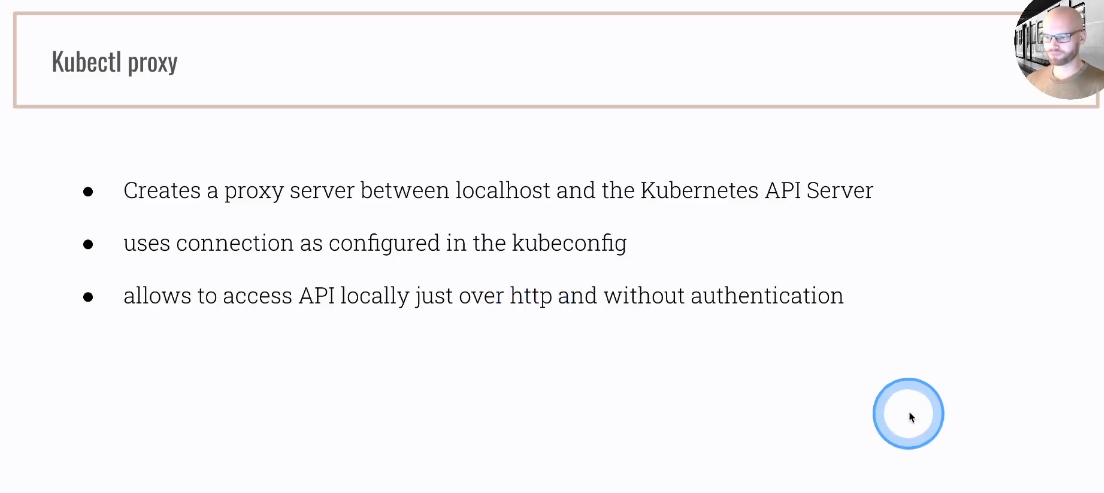 Kubectl proxy
Creates a proxy server between localhost and the Kubernetes API Server
uses connection as configured in the kubeconfig
allows to access API locally just over http and without authentication